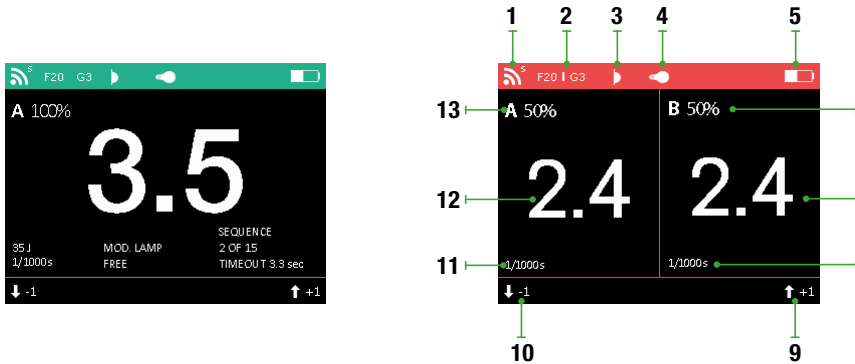 S F20 G3
A 100%
3.5
SEQUENCE
35J MOD. LAMP 2 OF 15
1/1000s FREE TIMEOUT 3.3 sec
-1 +1
1 2 3 4 5
S F20 G3
13 A 50% B 50%
12 2.4 2.4
11 1/1000s 1/1000s
-1 +1
10 9